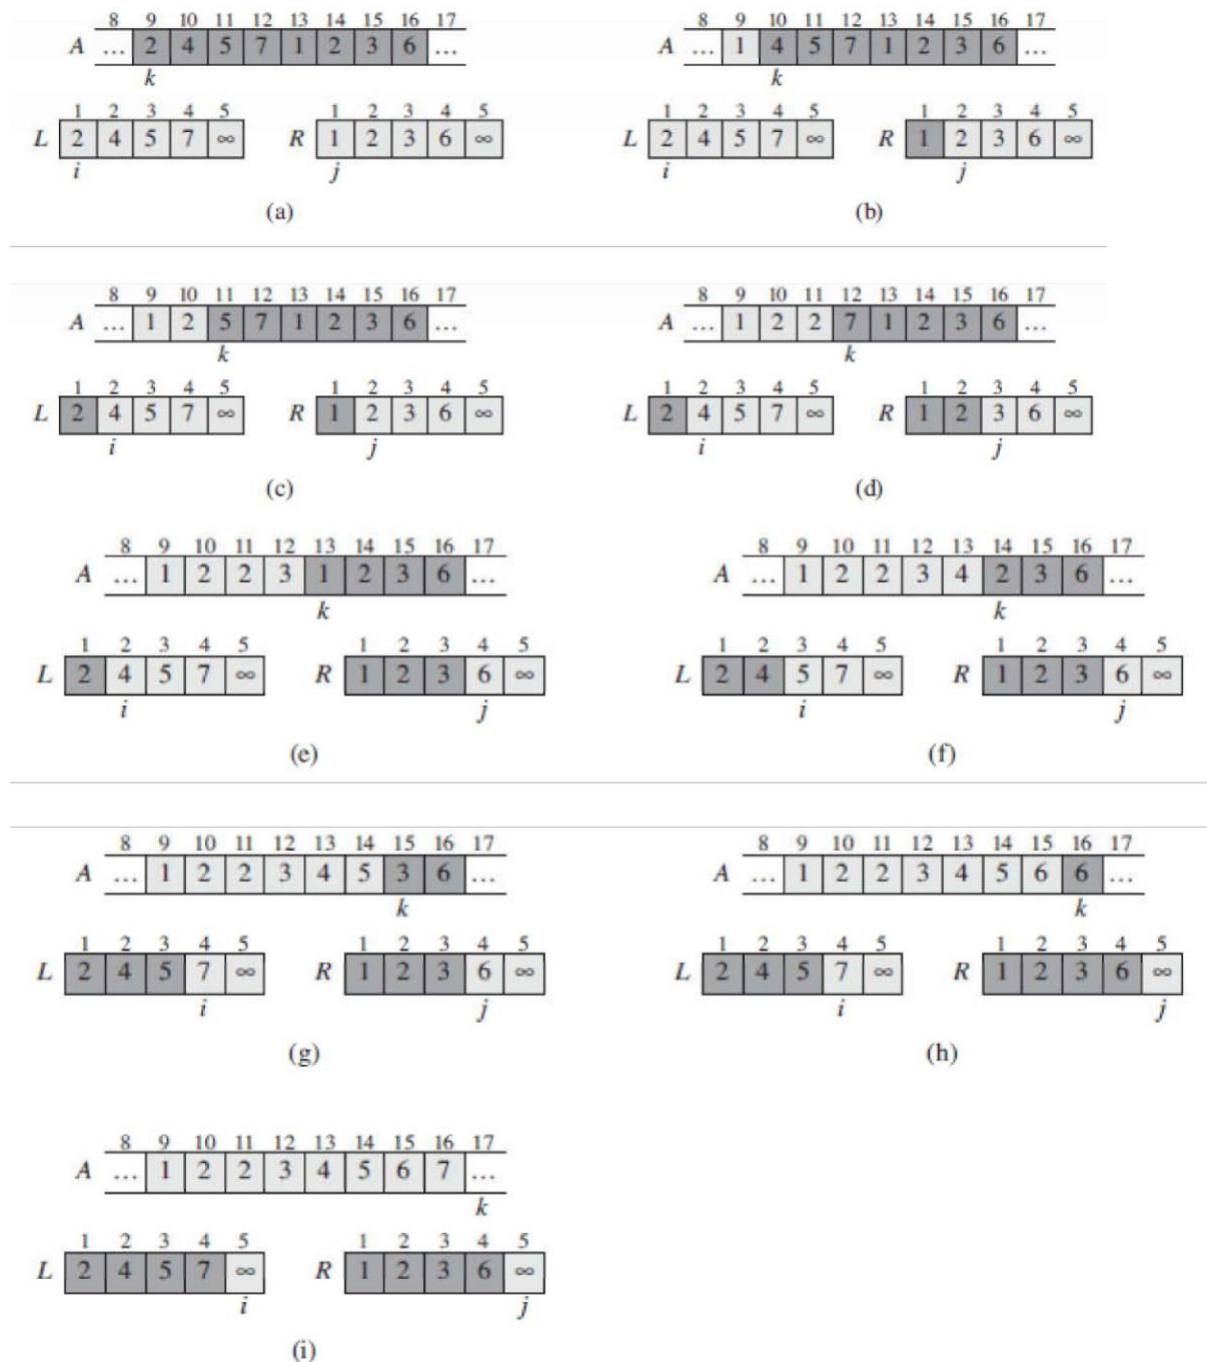 8 9 10 11 12 13 14 15 16 17
A ... 2 4 5 7 1 2 3 6 ...
k
1 2 3 4 5
L 2 4 5 7 ∞
i
1 2 3 4 5
R 1 2 3 6 ∞
j
(a)
8 9 10 11 12 13 14 15 16 17
A ... 1 4 5 7 1 2 3 6 ...
k
1 2 3 4 5
L 2 4 5 7 ∞
i
1 2 3 4 5
R 1 2 3 6 ∞
j
(b)
8 9 10 11 12 13 14 15 16 17
A ... 1 2 5 7 1 2 3 6 ...
k
1 2 3 4 5
L 2 4 5 7 ∞
i
1 2 3 4 5
R 1 2 3 6 ∞
j
(c)
8 9 10 11 12 13 14 15 16 17
A ... 1 2 2 7 1 2 3 6 ...
k
1 2 3 4 5
L 2 4 5 7 ∞
i
1 2 3 4 5
R 1 2 3 6 ∞
j
(d)
8 9 10 11 12 13 14 15 16 17
A ... 1 2 2 3 1 2 3 6 ...
k
1 2 3 4 5
L 2 4 5 7 ∞
i
1 2 3 4 5
R 1 2 3 6 ∞
j
(e)
8 9 10 11 12 13 14 15 16 17
A ... 1 2 2 3 4 2 3 6 ...
k
1 2 3 4 5
L 2 4 5 7 ∞
i
1 2 3 4 5
R 1 2 3 6 ∞
j
(f)
8 9 10 11 12 13 14 15 16 17
A ... 1 2 2 3 4 5 3 6 ...
k
1 2 3 4 5
L 2 4 5 7 ∞
i
1 2 3 4 5
R 1 2 3 6 ∞
j
(g)
8 9 10 11 12 13 14 15 16 17
A ... 1 2 2 3 4 5 6 6 ...
k
1 2 3 4 5
L 2 4 5 7 ∞
i
1 2 3 4 5
R 1 2 3 6 ∞
j
(h)
8 9 10 11 12 13 14 15 16 17
A ... 1 2 2 3 4 5 6 7 ...
k
1 2 3 4 5
L 2 4 5 7 ∞
i
1 2 3 4 5
R 1 2 3 6 ∞
j
(i)